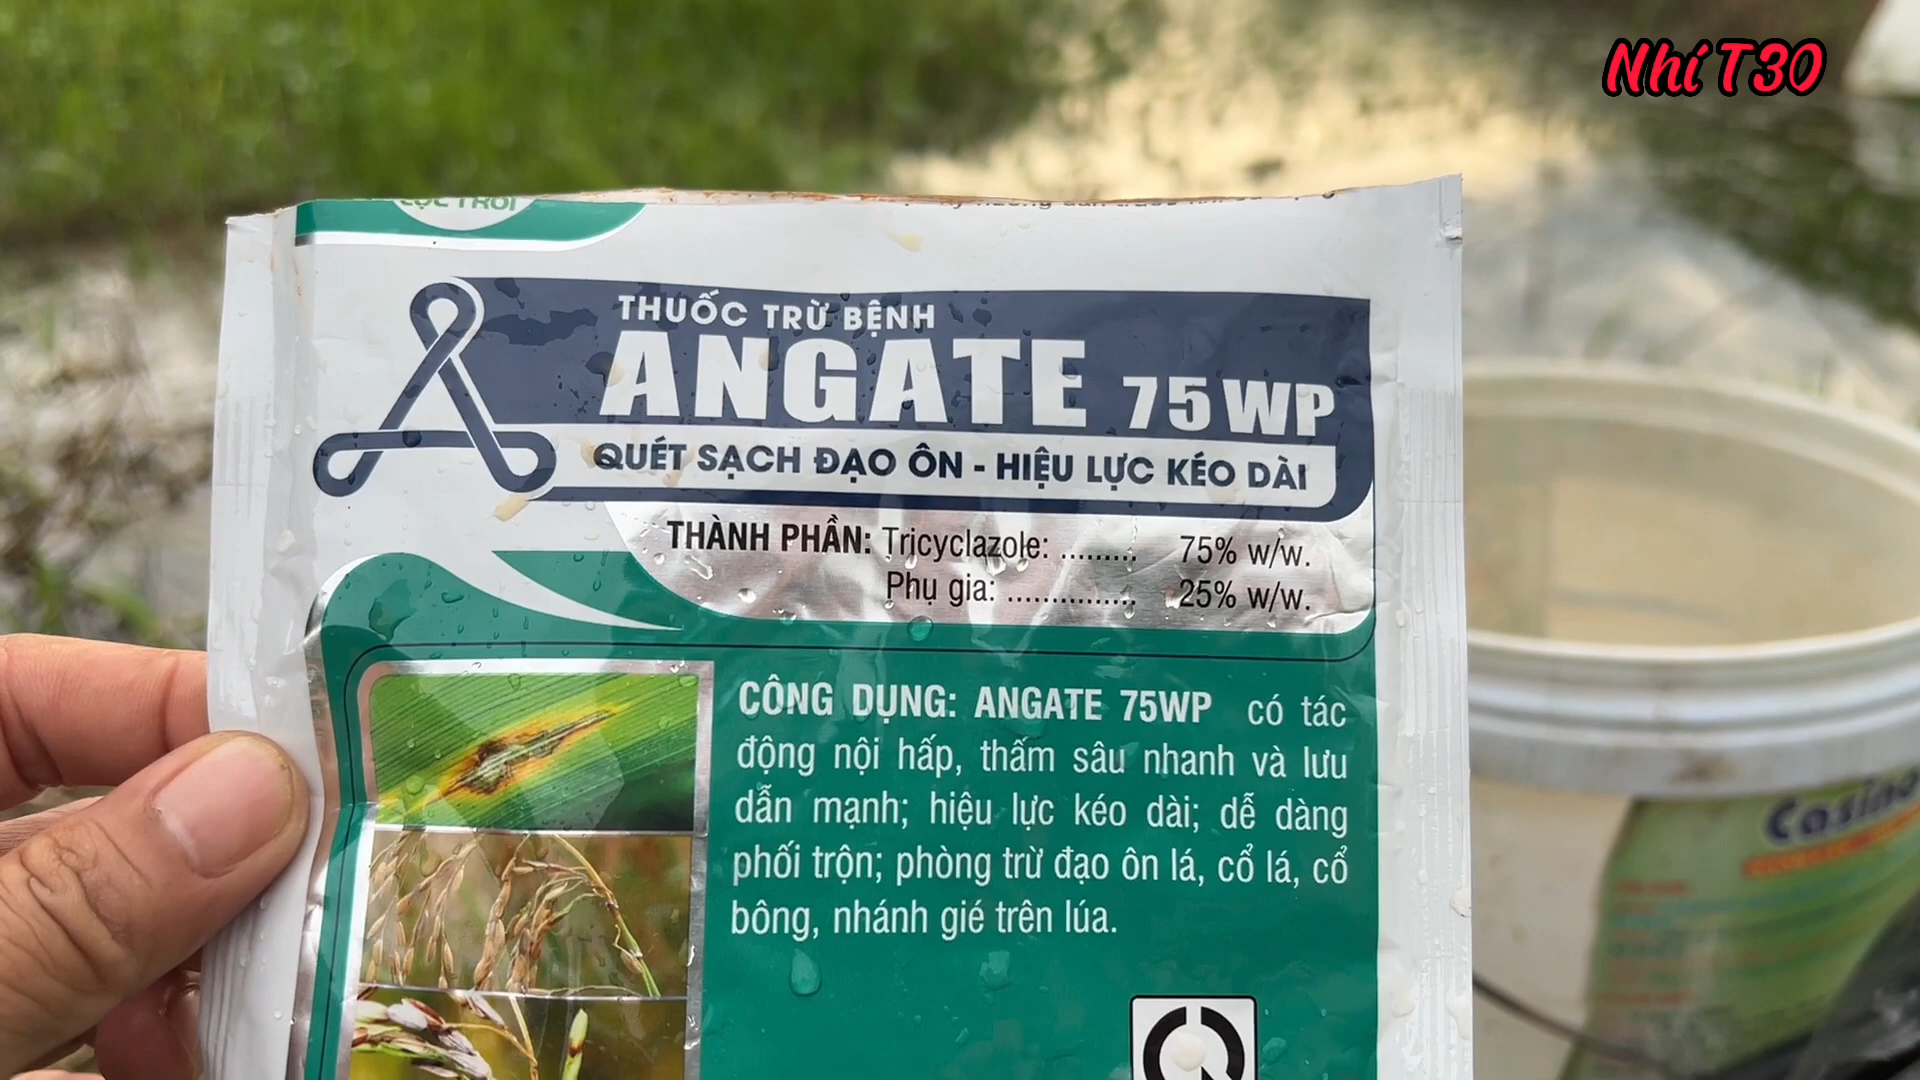 Nhí T30
LỘC TRỜI
THUỐC TRỪ BỆNH
ANGATE 75WP
QUÉT SẠCH ĐẠO ÔN - HIỆU LỰC KÉO DÀI
THÀNH PHẦN: Tricyclazole: ......... 75% w/w.
Phụ gia: ............... 25% w/w.
CÔNG DỤNG: ANGATE 75WP có tác
động nội hấp, thấm sâu nhanh và lưu
dẫn mạnh; hiệu lực kéo dài; dễ dàng
phối trộn; phòng trừ đạo ôn lá, cổ lá, cổ
bông, nhánh gié trên lúa.
Casino